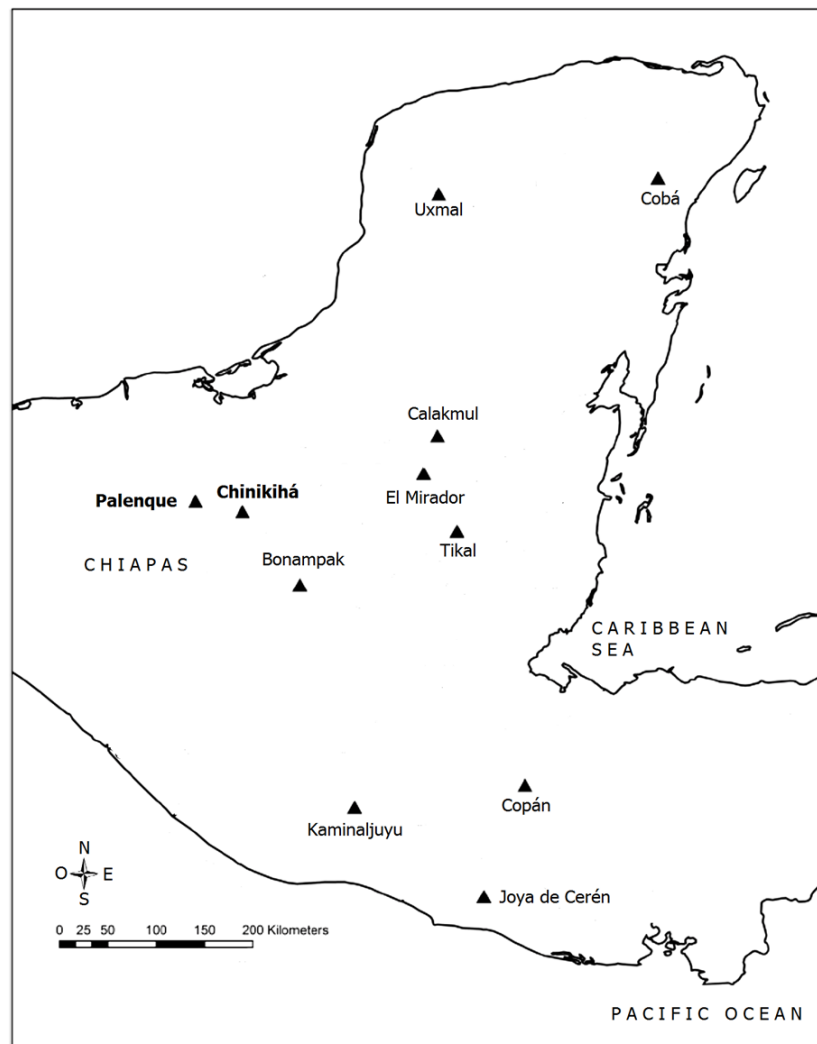 Uxmal
Cobá
Calakmul
El Mirador
Palenque
Chinikihá
Tikal
CHIAPAS
Bonampak
CARIBBEAN
SEA
Copán
Kaminaljuyu
N
O E
S
Joya de Cerén
0 25 50 100 150 200 Kilometers
PACIFIC OCEAN